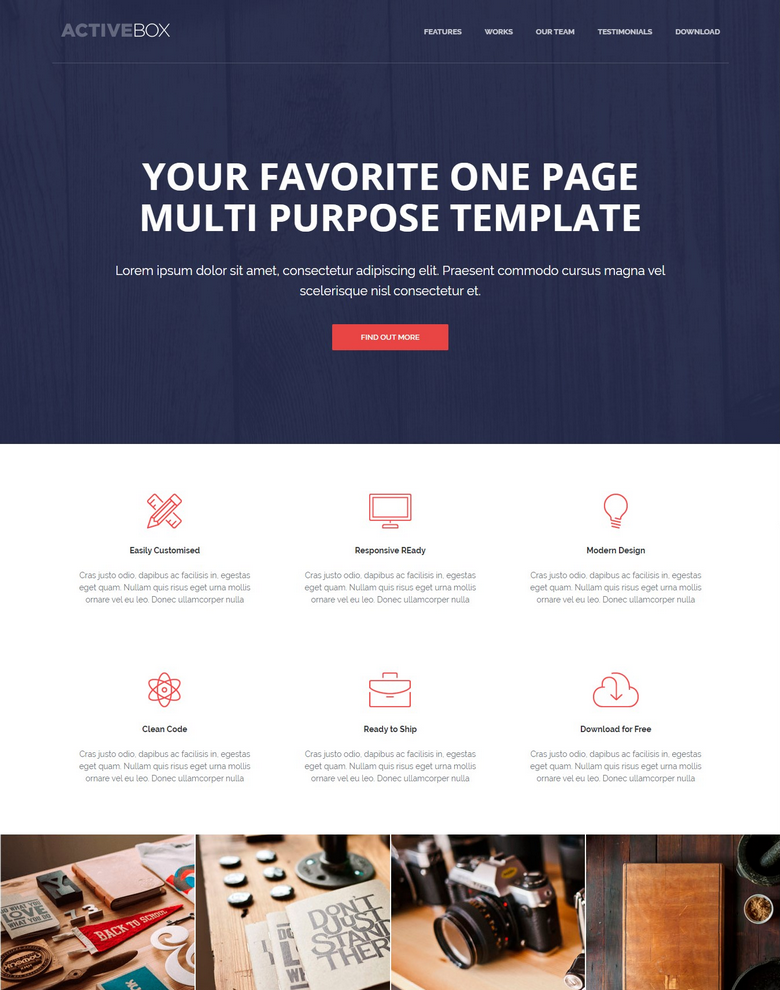 ACTIVEBOX
FEATURES WORKS OUR TEAM TESTIMONIALS DOWNLOAD
YOUR FAVORITE ONE PAGE
MULTI PURPOSE TEMPLATE
Lorem ipsum dolor sit amet, consectetur adipiscing elit. Praesent commodo cursus magna vel
scelerisque nisl consectetur et.
FIND OUT MORE
Easily Customised
Cras justo odio, dapibus ac facilisis in, egestas
eget quam. Nullam quis risus eget urna mollis
ornare vel eu leo. Donec ullamcorper nulla
Responsive REady
Cras justo odio, dapibus ac facilisis in, egestas
eget quam. Nullam quis risus eget urna mollis
ornare vel eu leo. Donec ullamcorper nulla
Modern Design
Cras justo odio, dapibus ac facilisis in, egestas
eget quam. Nullam quis risus eget urna mollis
ornare vel eu leo. Donec ullamcorper nulla
Clean Code
Cras justo odio, dapibus ac facilisis in, egestas
eget quam. Nullam quis risus eget urna mollis
ornare vel eu leo. Donec ullamcorper nulla
Ready to Ship
Cras justo odio, dapibus ac facilisis in, egestas
eget quam. Nullam quis risus eget urna mollis
ornare vel eu leo. Donec ullamcorper nulla
Download for Free
Cras justo odio, dapibus ac facilisis in, egestas
eget quam. Nullam quis risus eget urna mollis
ornare vel eu leo. Donec ullamcorper nulla
DO WHAT YOU
LOVE
WHAT YOU DO
BACK TO SCHOOL
DON'T
JUST
START
THERE